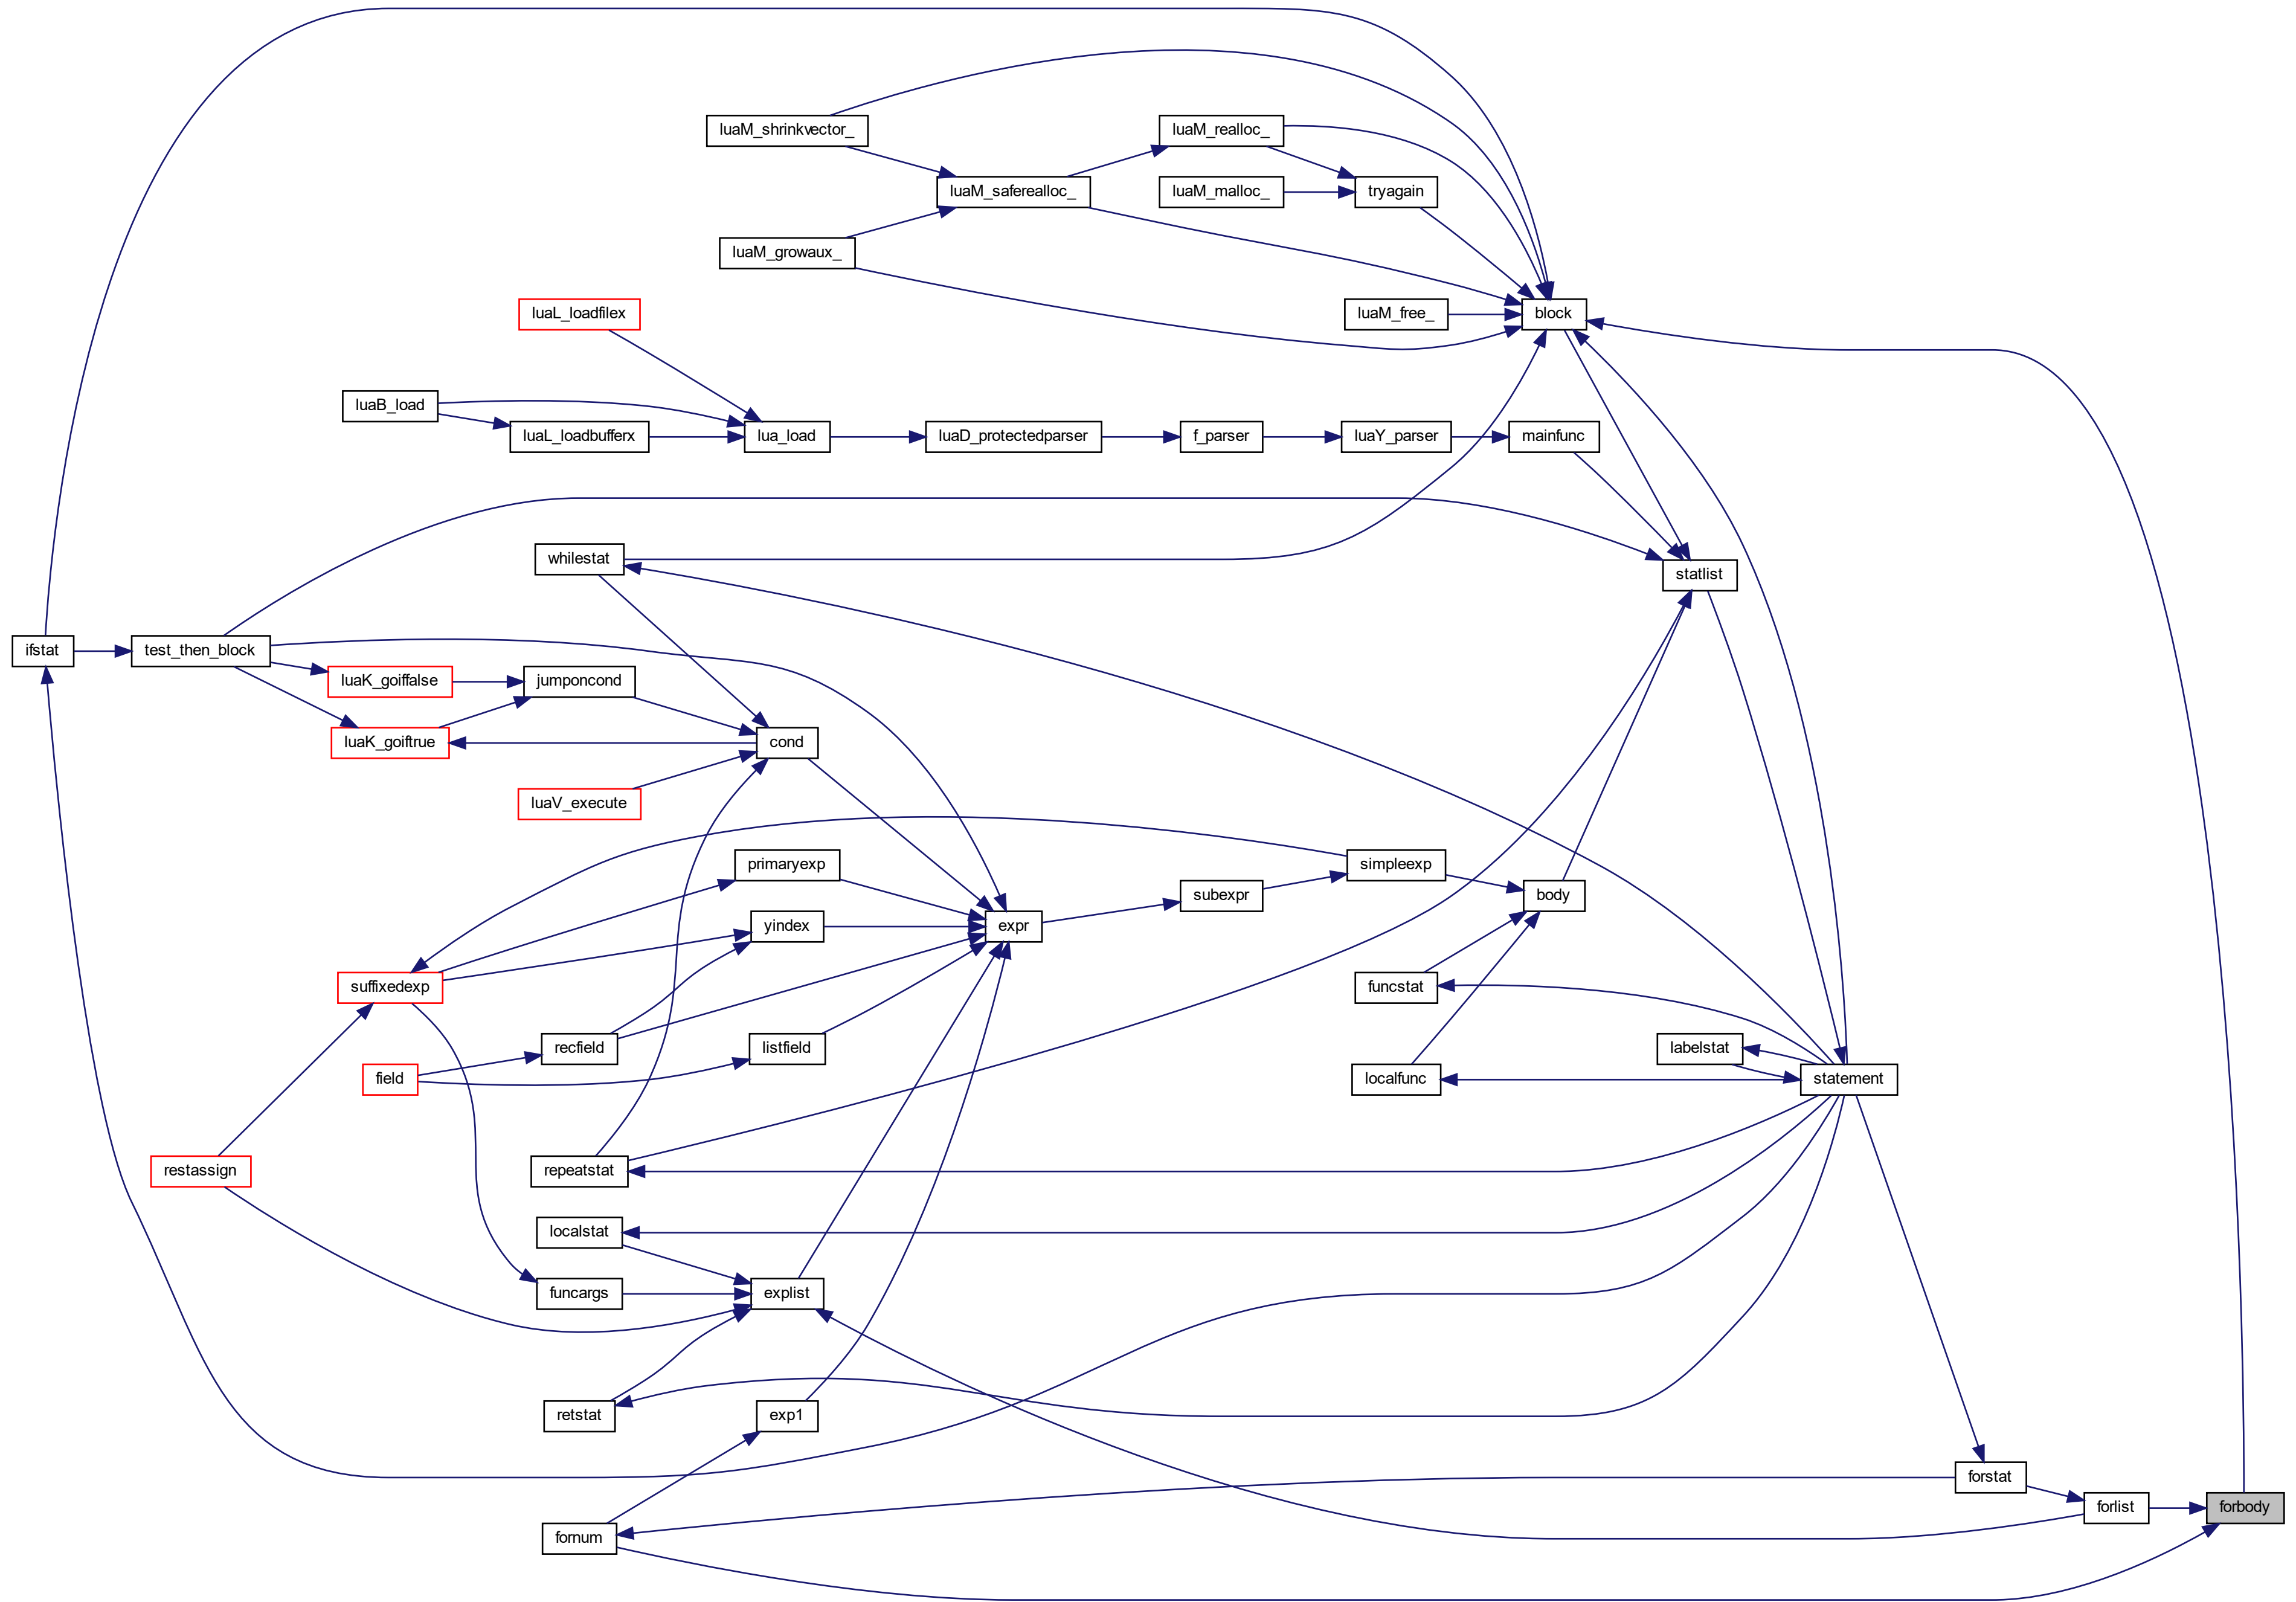 luaM_shrinkvector_
luaM_realloc_
luaM_saferealloc_
luaM_malloc_
tryagain
luaM_growaux_
luaL_loadfilex
luaM_free_
block
luaB_load
luaL_loadbufferx
lua_load
luaD_protectedparser
f_parser
luaY_parser
mainfunc
whilestat
statlist
ifstat
test_then_block
luaK_goiffalse
jumponcond
luaK_goiftrue
cond
luaV_execute
primaryexp
simpleexp
subexpr
body
yindex
expr
suffixedexp
funcstat
recfield
listfield
labelstat
field
localfunc
statement
restassign
repeatstat
localstat
funcargs
explist
retstat
exp1
forstat
forlist
forbody
fornum